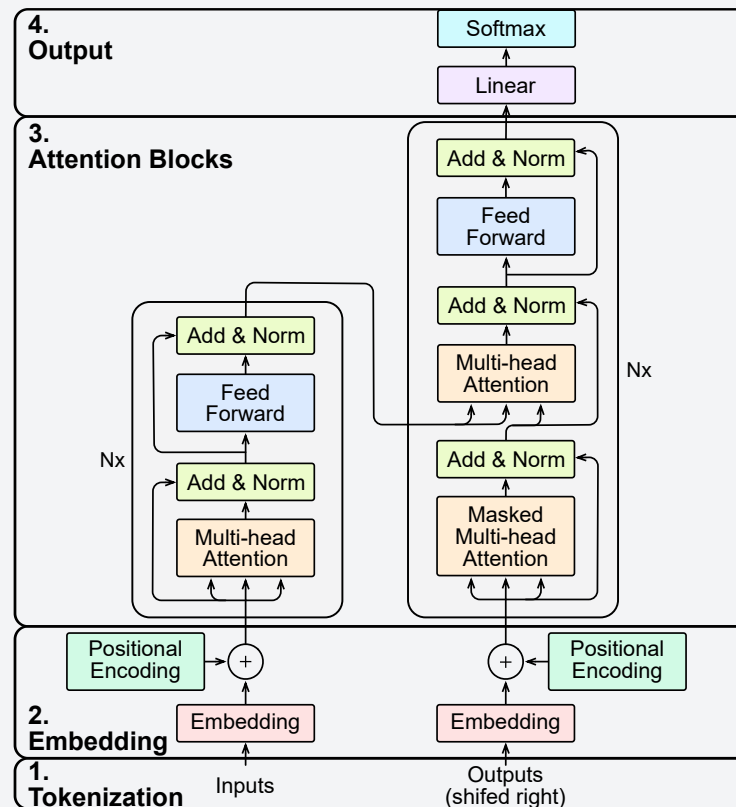 4.
Output
Softmax
Linear
3.
Attention Blocks
Add & Norm
Feed
Forward
Add & Norm
Multi-head
Attention
Nx
Add & Norm
Masked
Multi-head
Attention
Add & Norm
Feed
Forward
Nx
Add & Norm
Multi-head
Attention
Positional
Encoding
+
+
Positional
Encoding
2.
Embedding
Embedding
Embedding
1.
Tokenization
Inputs
Outputs
(shifed right)